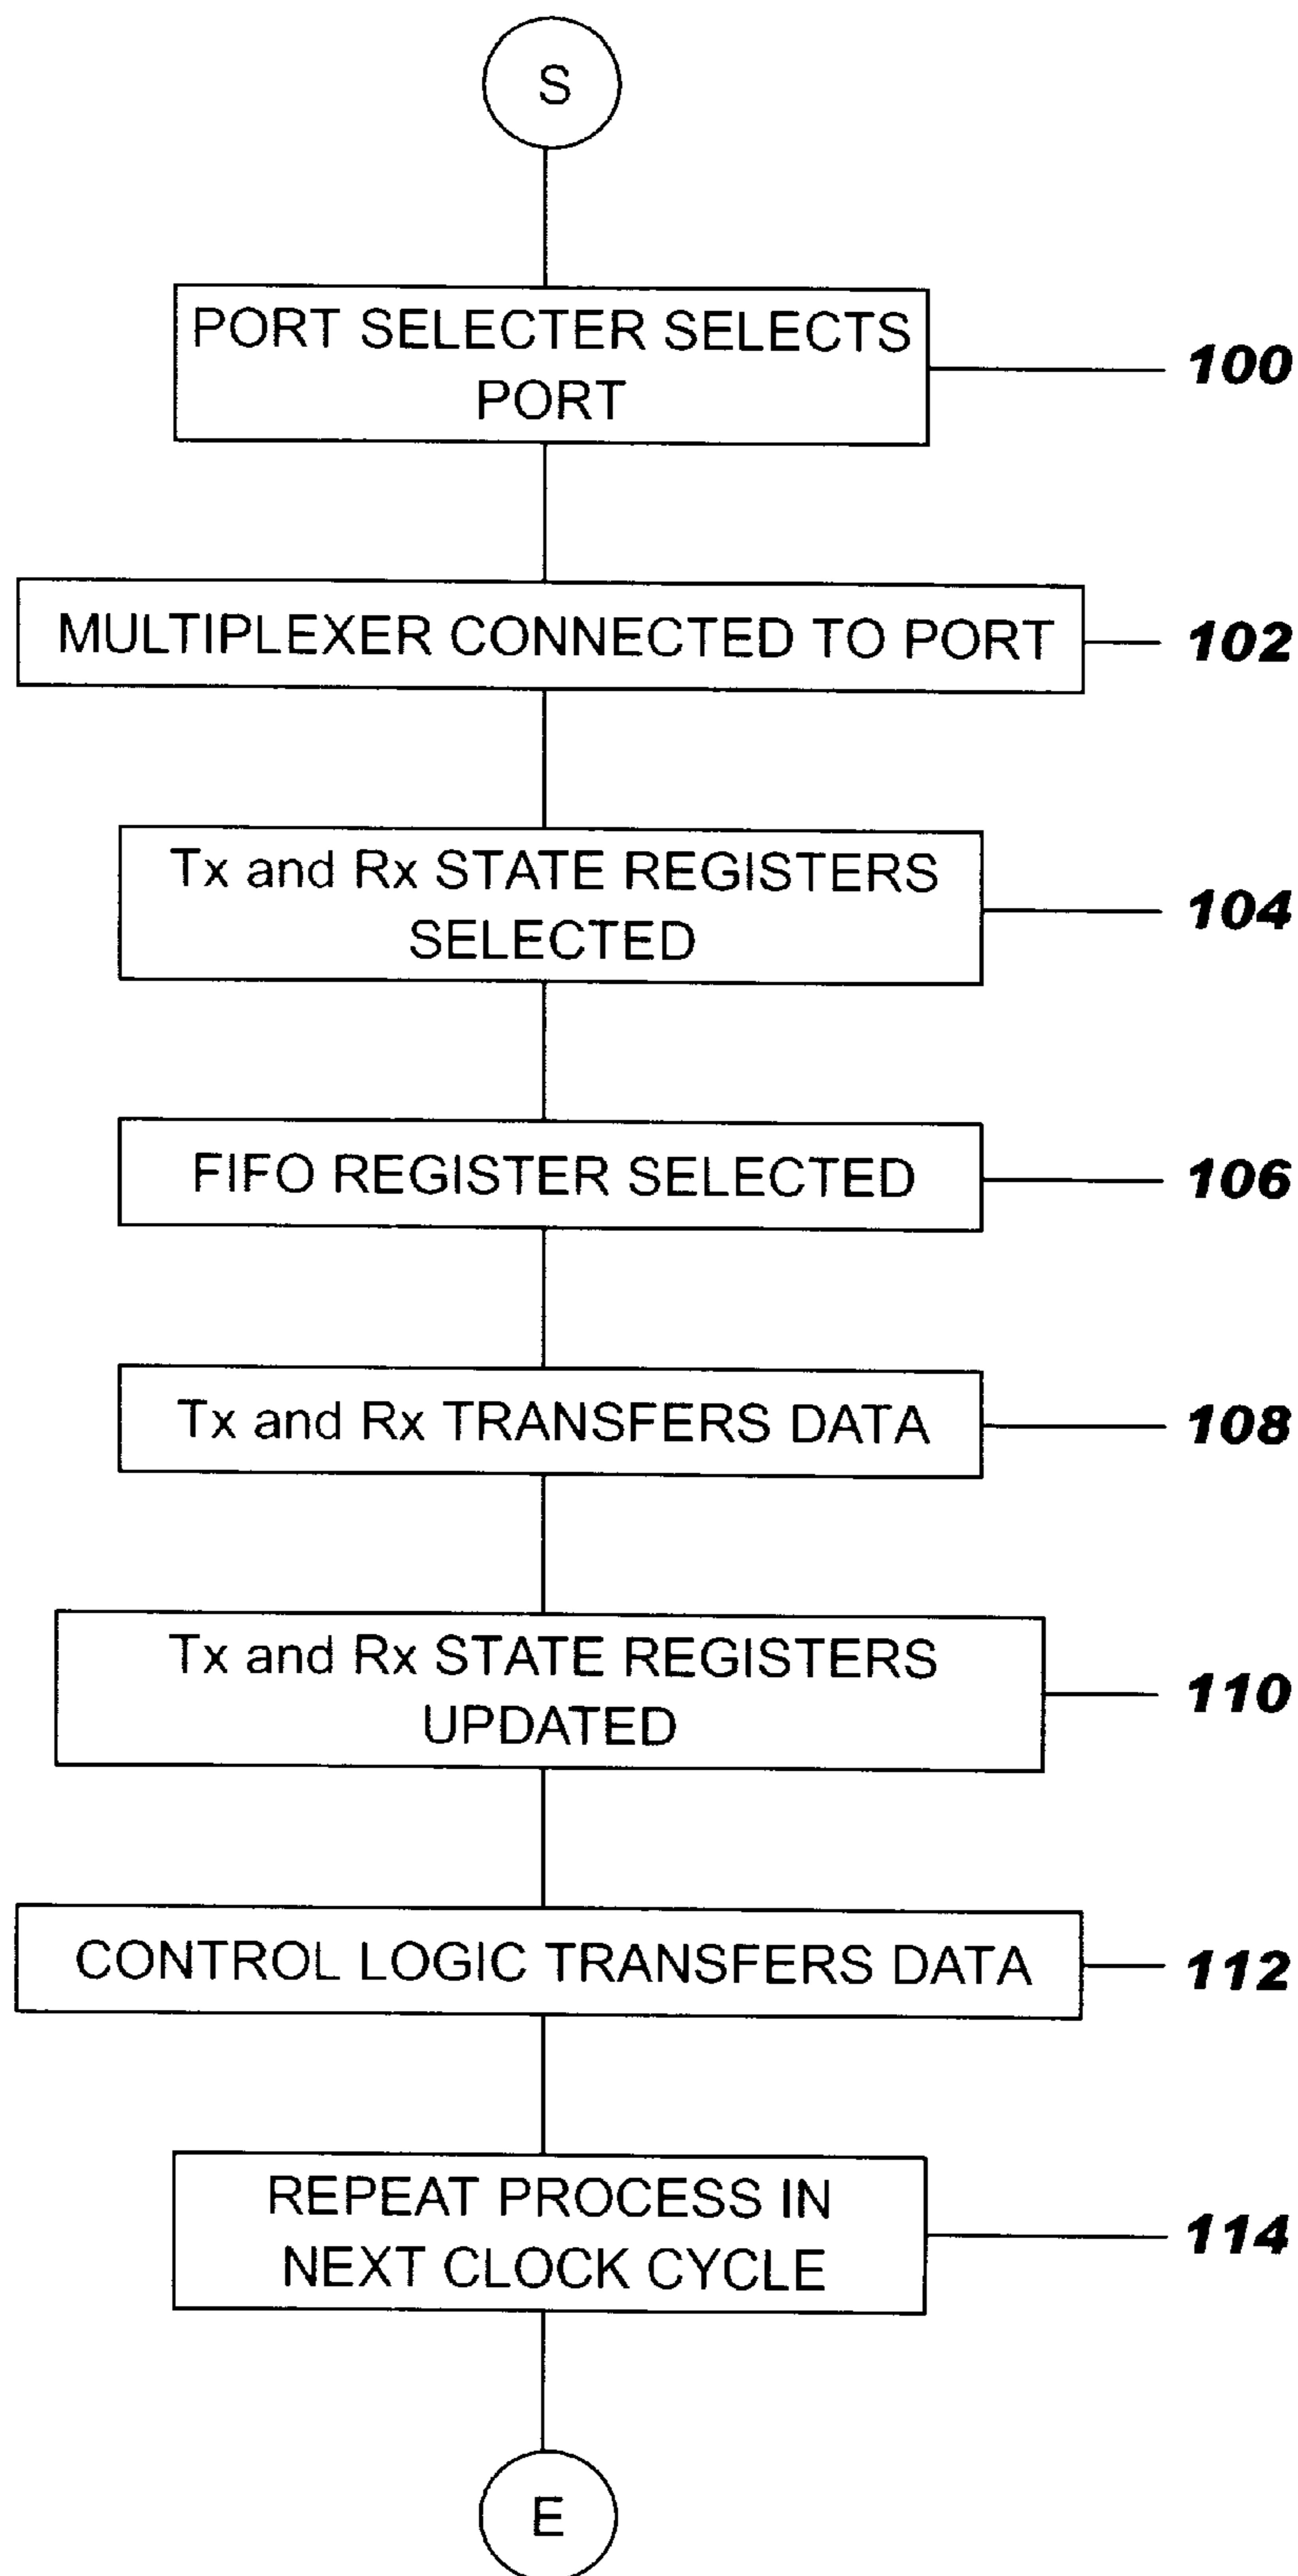 S
PORT SELECTER SELECTS
PORT
100
MULTIPLEXER CONNECTED TO PORT
102
Tx and Rx STATE REGISTERS
SELECTED
104
FIFO REGISTER SELECTED
106
Tx and Rx TRANSFERS DATA
108
Tx and Rx STATE REGISTERS
UPDATED
110
CONTROL LOGIC TRANSFERS DATA
112
REPEAT PROCESS IN
NEXT CLOCK CYCLE
114
E